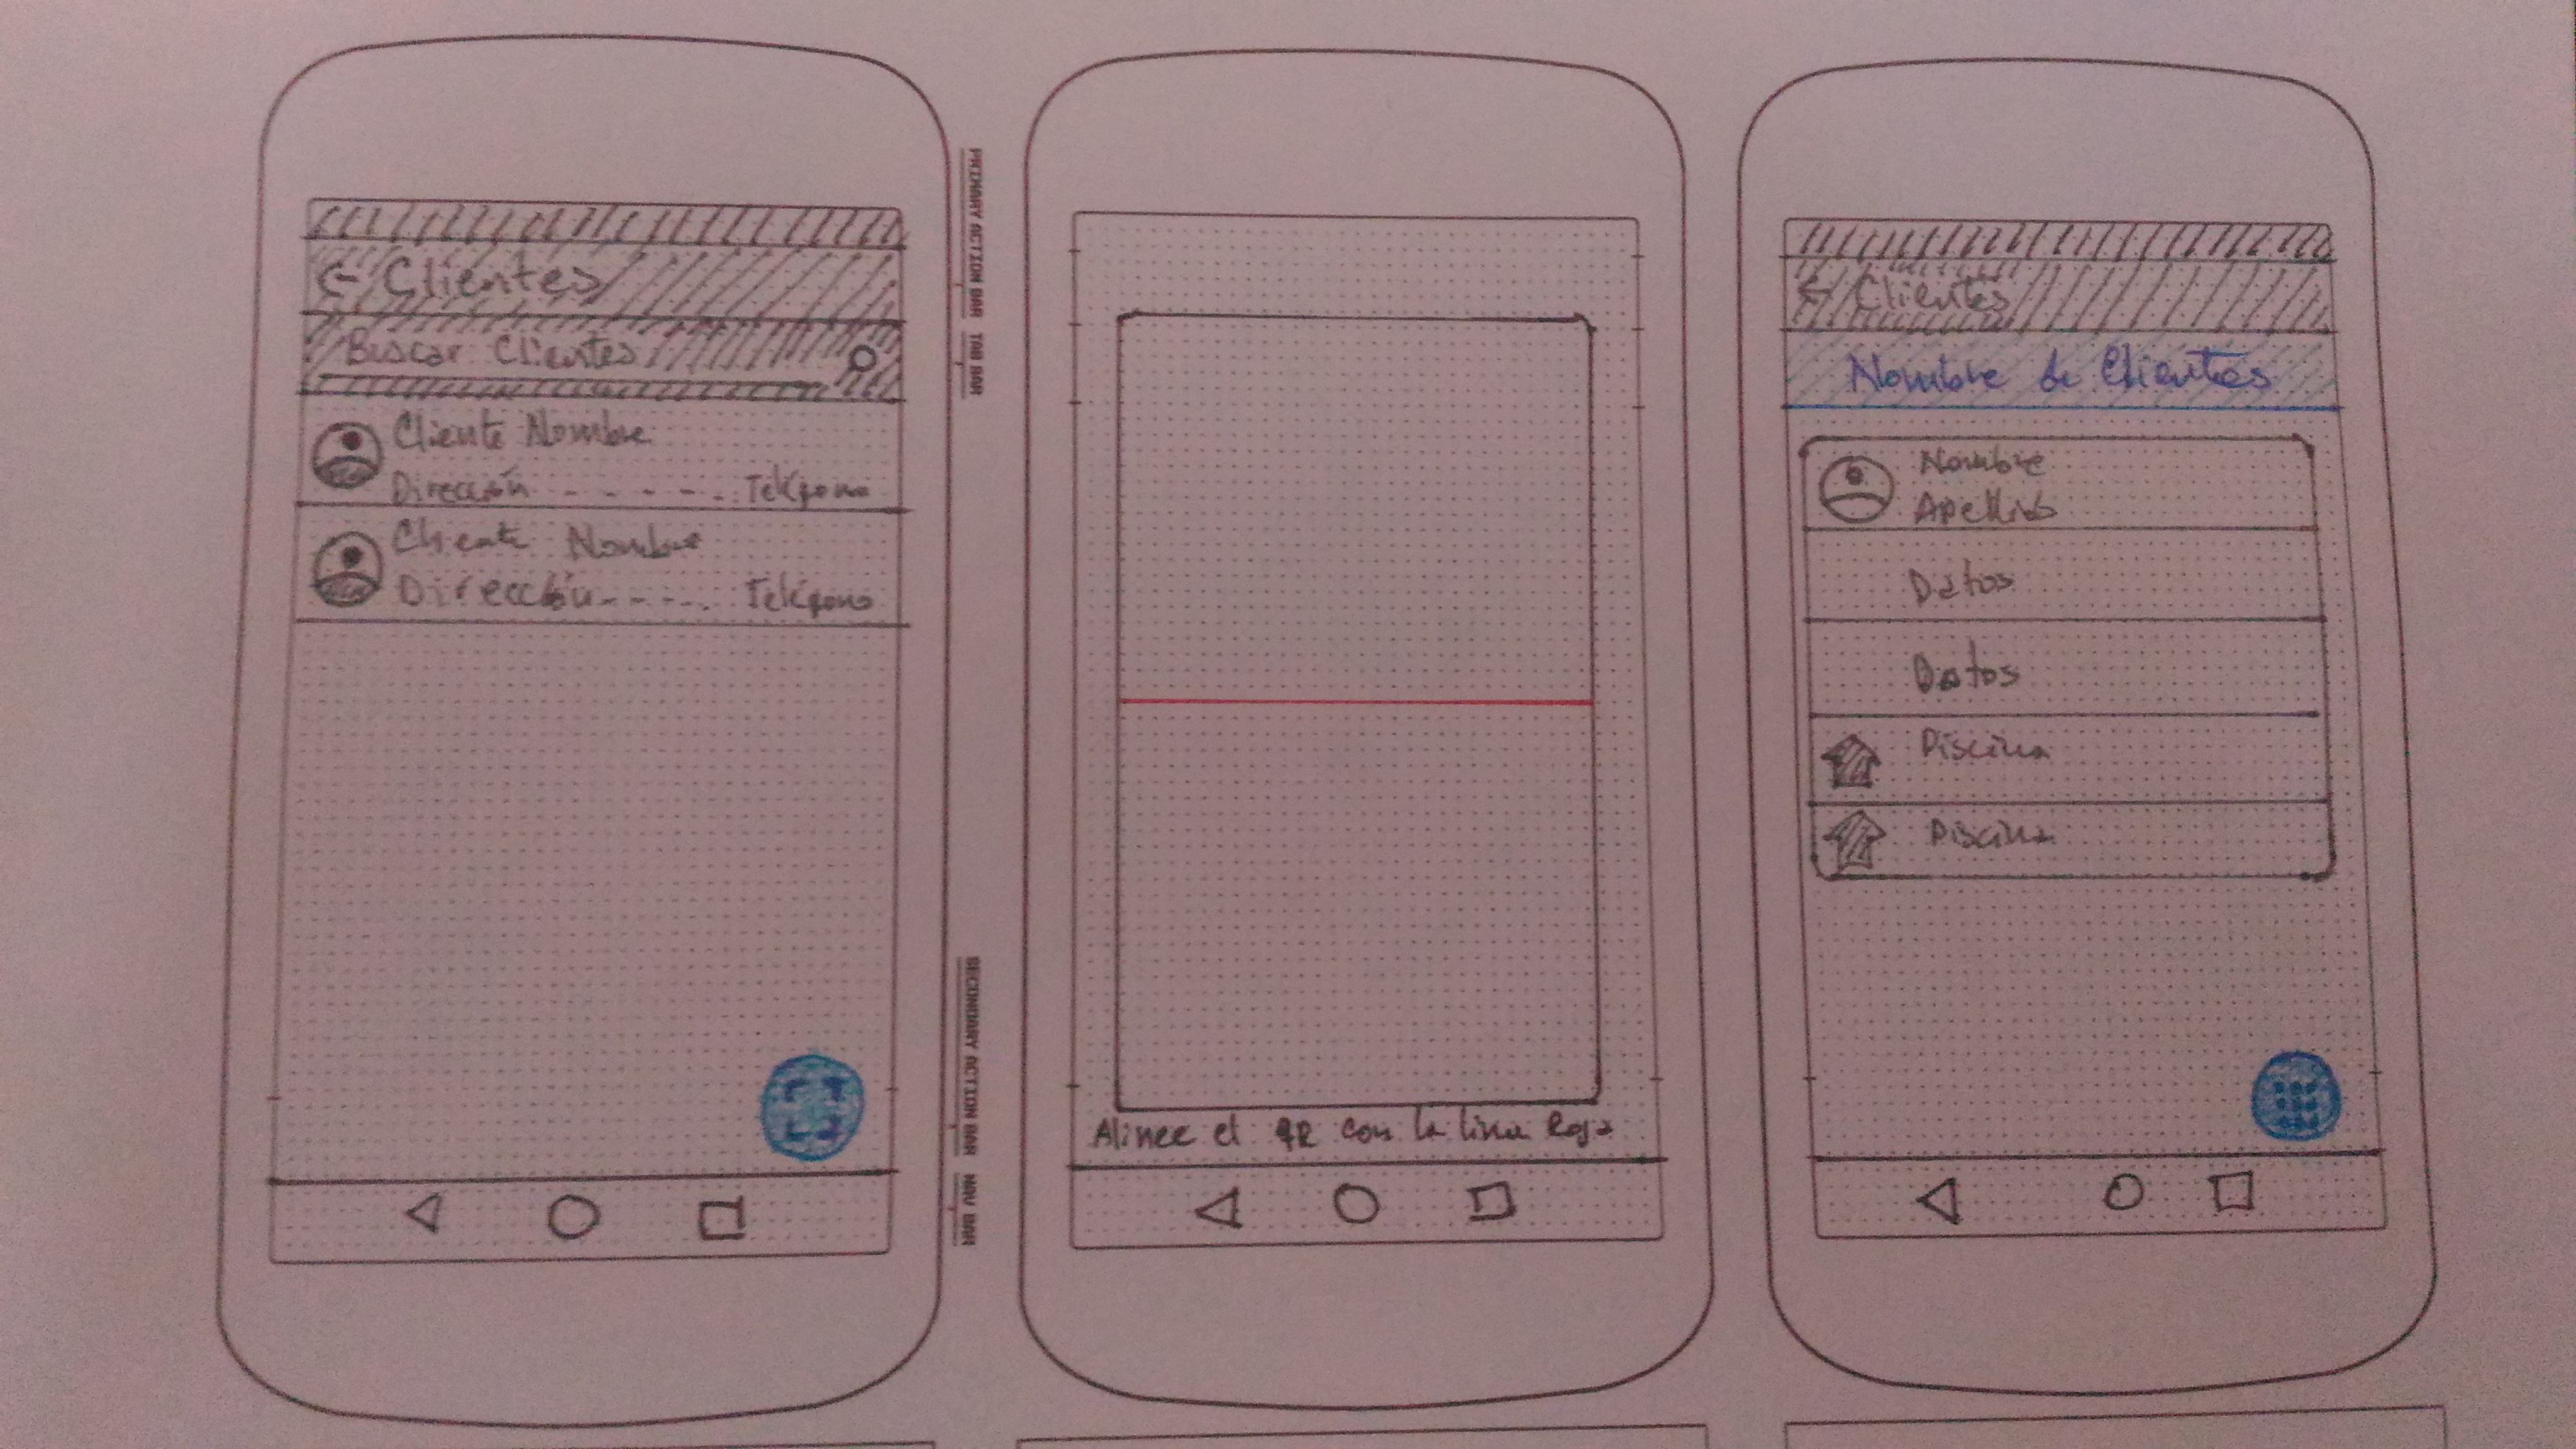 ← Clientes
Buscar Clientes
Cliente Nombre
Dirección - - - - - . Teléfono
Cliente Nombre
Dirección - - - - . Teléfono
PRIMARY ACTION BAR
TAB BAR
SECONDARY ACTION BAR
NAV BAR
Alinee el QR con la linea Roja
← Clientes
Nombre de Clientes
Nombre
Apellido
Datos
Datos
Piscina
Piscina